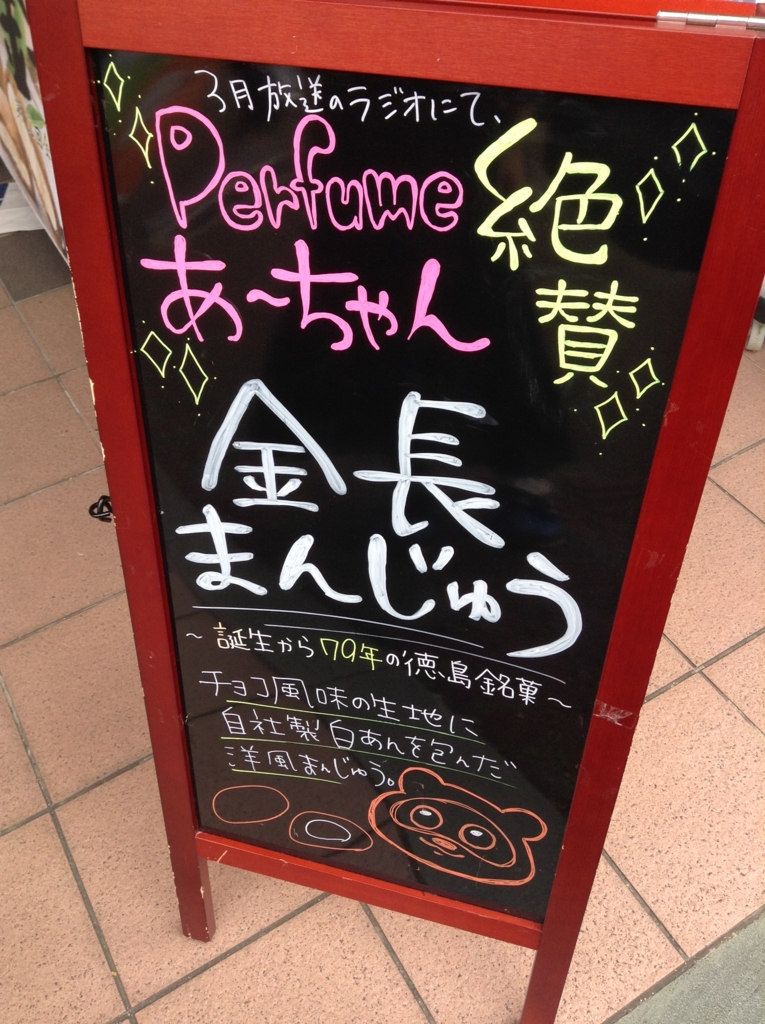 3月放送のラジオにて、
Perfume
あ〜ちゃん
絶賛
金長
まんじゅう
〜誕生から79年の徳島銘菓〜
チョコ風味の生地に
自社製白あんを包んだ
洋風まんじゅう。